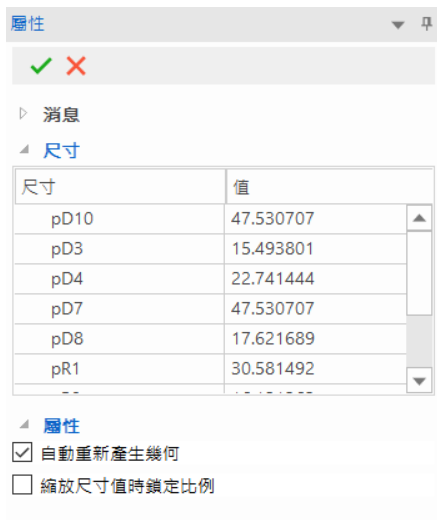 屬性
消息
尺寸
尺寸 值
pD10 47.530707
pD3 15.493801
pD4 22.741444
pD7 47.530707
pD8 17.621689
pR1 30.581492
屬性
自動重新產生幾何
縮放尺寸值時鎖定比例